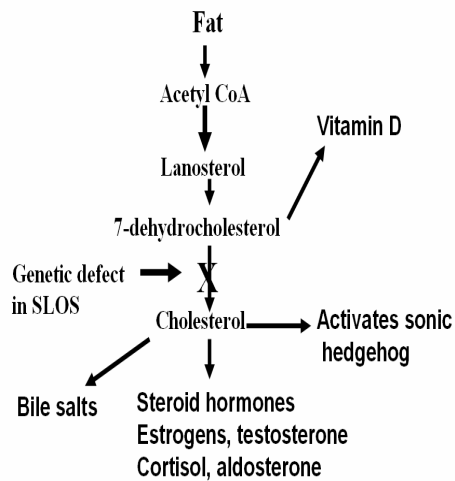 Fat
Acetyl CoA
Vitamin D
Lanosterol
7-dehydrocholesterol
Genetic defect
in SLOS
X
Cholesterol
Activates sonic
hedgehog
Bile salts
Steroid hormones
Estrogens, testosterone
Cortisol, aldosterone